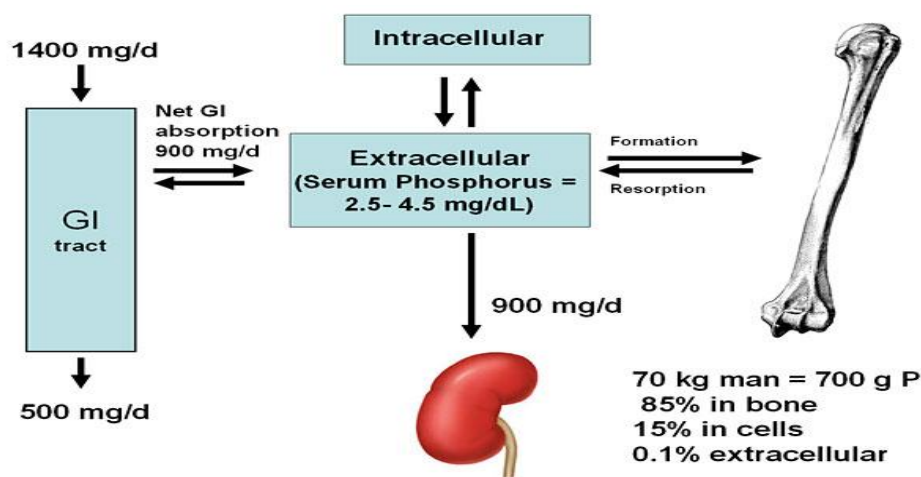 1400 mg/d
GI
tract
500 mg/d
Net GI
absorption
900 mg/d
Intracellular
Extracellular
(Serum Phosphorus =
2.5- 4.5 mg/dL)
900 mg/d
Formation
Resorption
70 kg man = 700 g P
85% in bone
15% in cells
0.1% extracellular